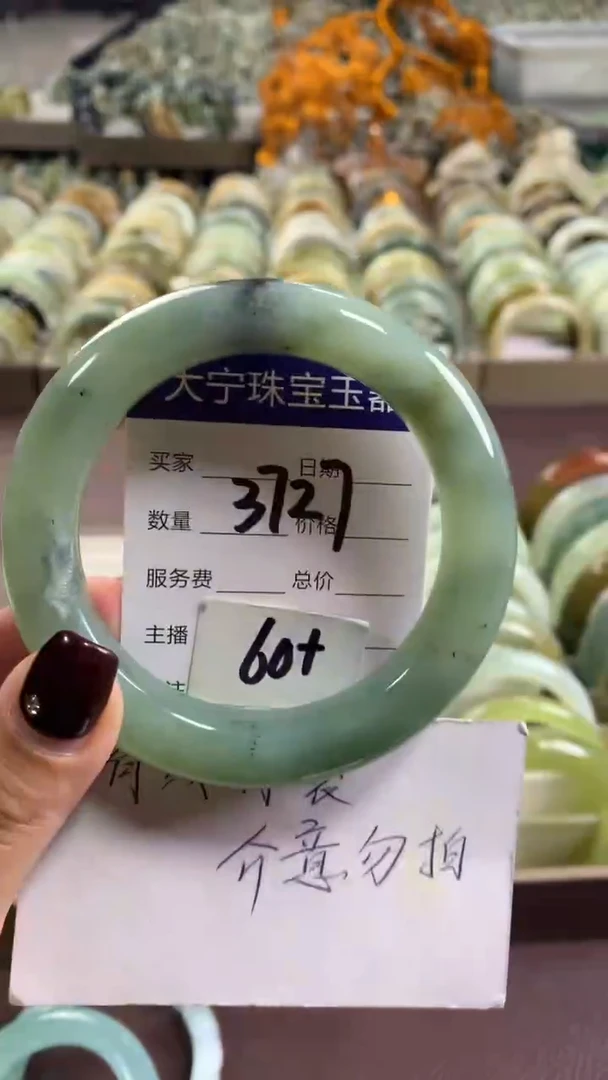 大宁珠宝玉器
买家 日期
3727
数量 价格
服务费 总价
主播
60+
介意勿拍